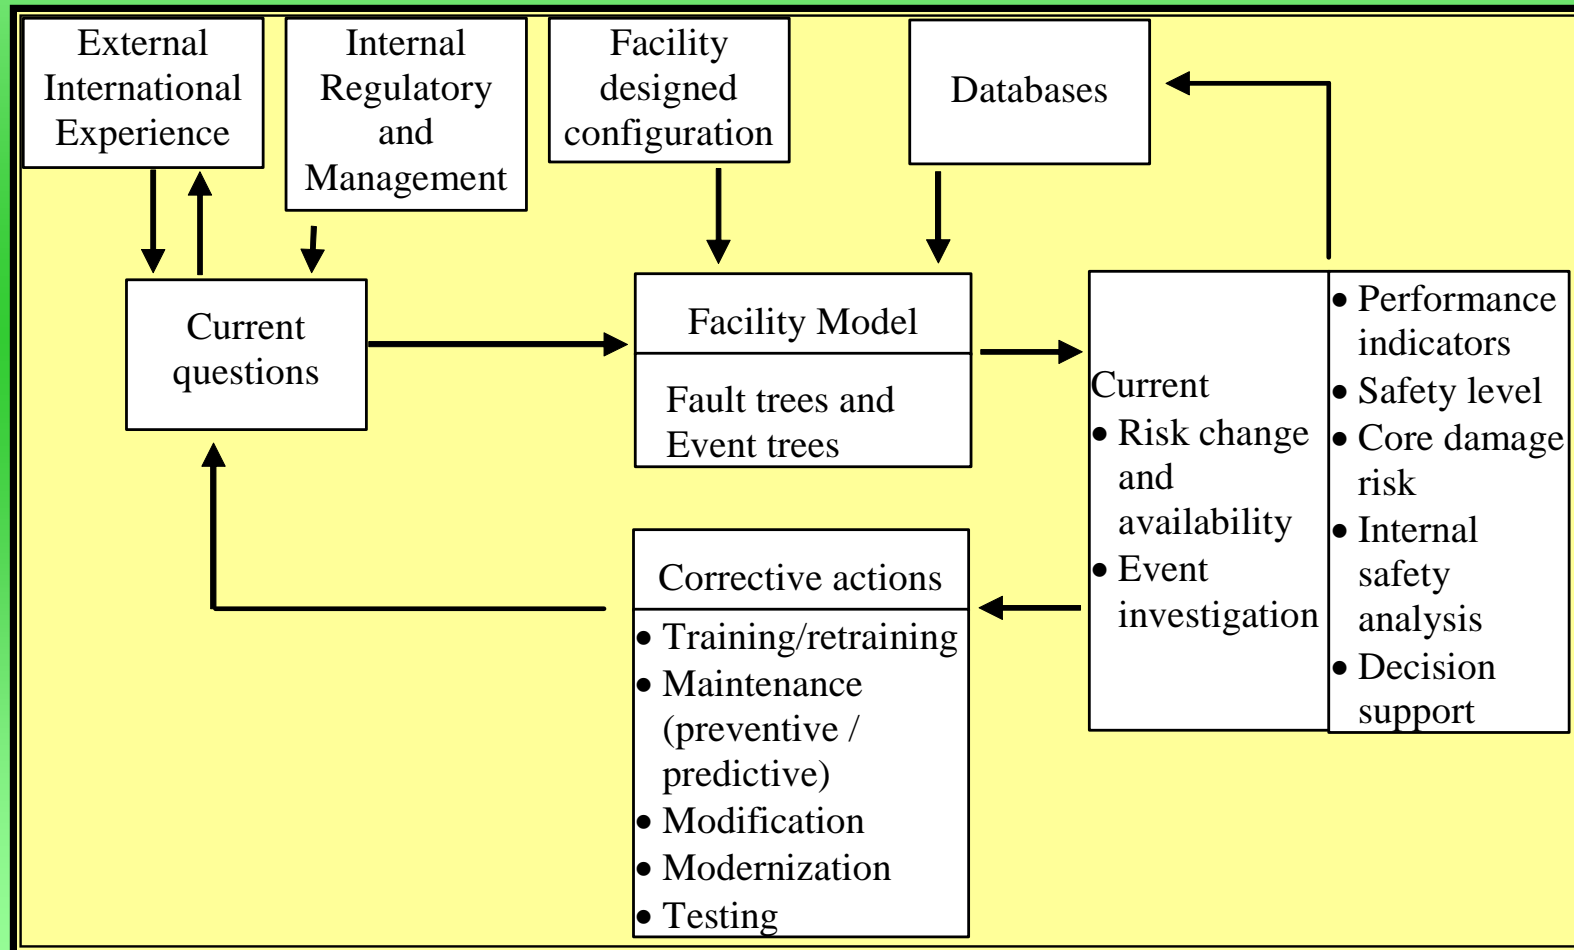 External
International
Experience
Internal
Regulatory
and
Management
Facility
designed
configuration
Databases
Current
questions
Facility Model
Fault trees and
Event trees
Current
• Risk change
and
availability
• Event
investigation
• Performance
indicators
• Safety level
• Core damage
risk
• Internal
safety
analysis
• Decision
support
Corrective actions
• Training/retraining
• Maintenance
(preventive /
predictive)
• Modification
• Modernization
• Testing